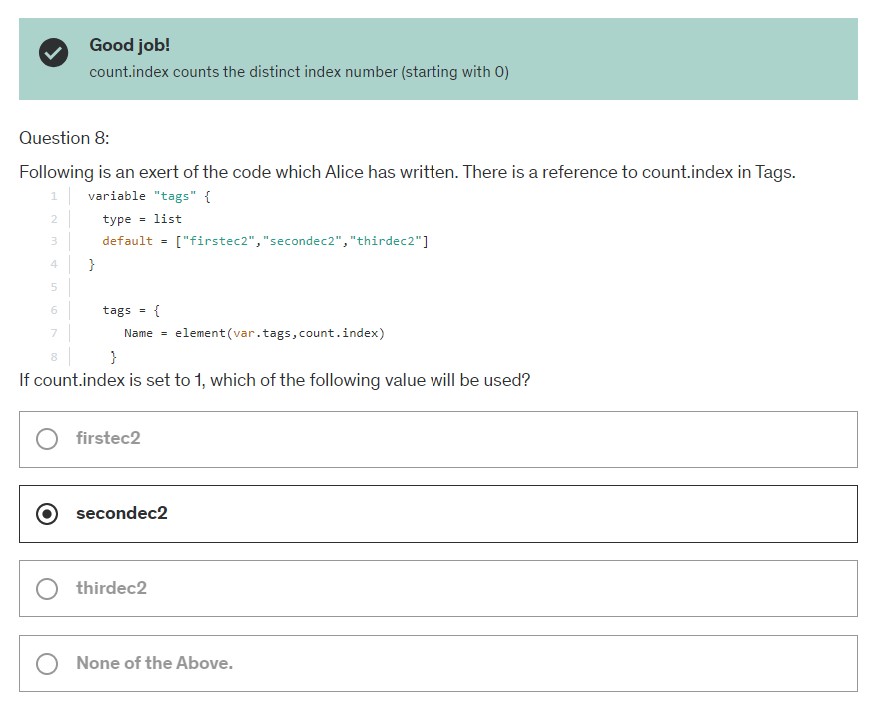 Good job!
count.index counts the distinct index number (starting with 0)
Question 8:
Following is an exert of the code which Alice has written. There is a reference to count.index in Tags.
1 variable "tags" {
2 type = list
3 default = ["firstec2","secondec2","thirdec2"]
4 }
5
6 tags = {
7 Name = element(var.tags,count.index)
8 }
If count.index is set to 1, which of the following value will be used?
firstec2
secondec2
thirdec2
None of the Above.